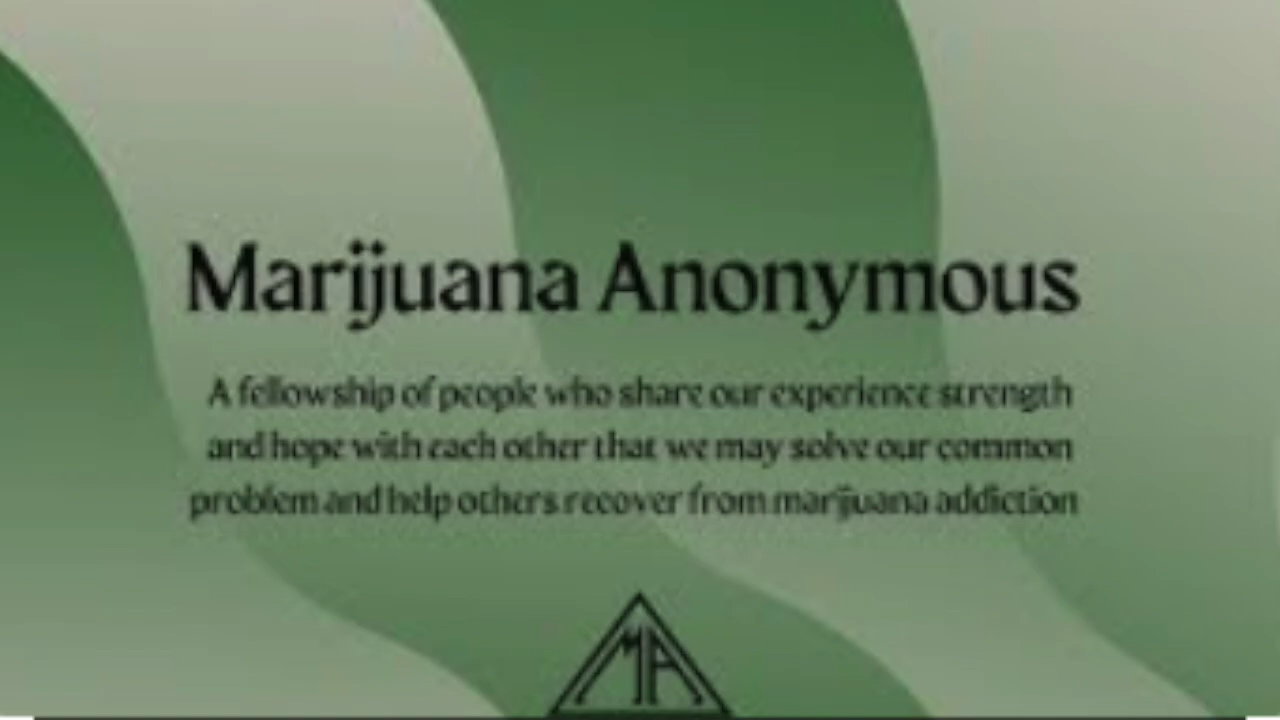 Marijuana Anonymous
A fellowship of people who share our experience strength
and hope with each other that we may solve our common
problem and help others recover from marijuana addiction
MA